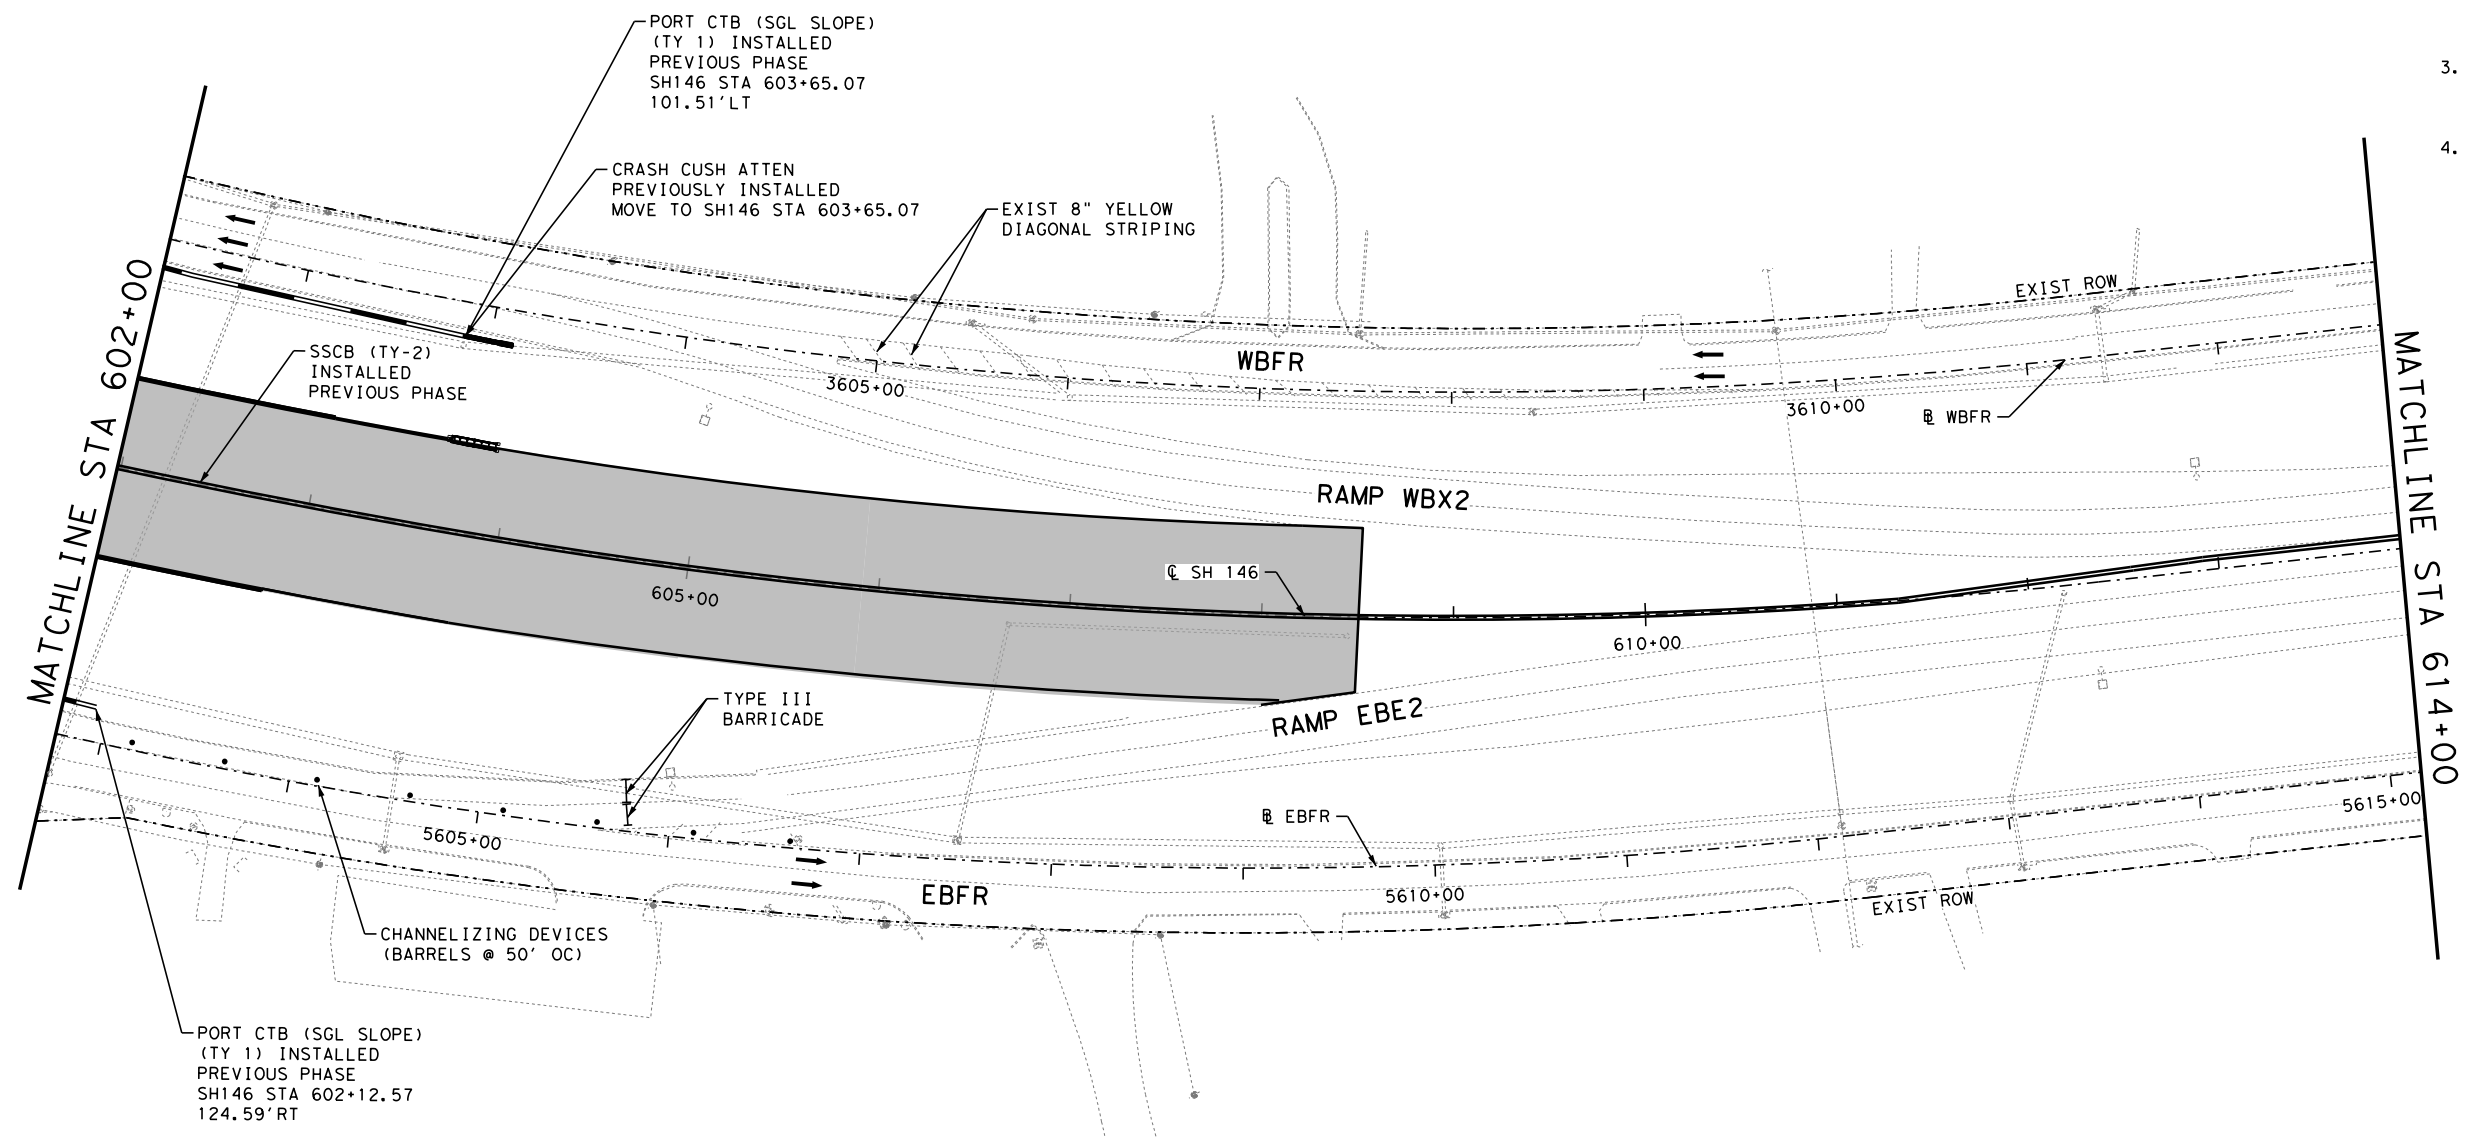 PORT CTB (SGL SLOPE)
(TY 1) INSTALLED
PREVIOUS PHASE
SH146 STA 603+65.07
101.51'LT
3.
4.
CRASH CUSH ATTEN
PREVIOUSLY INSTALLED
MOVE TO SH146 STA 603+65.07
EXIST 8" YELLOW
DIAGONAL STRIPING
EXIST ROW
MATCHLINE STA 602+00
SSCB (TY-2)
INSTALLED
PREVIOUS PHASE
WBFR
3605+00
3610+00
BL WBFR
MATCHLINE STA 614+00
RAMP WBX2
CL SH 146
605+00
610+00
TYPE III
BARRICADE
RAMP EBE2
BL EBFR
5615+00
5605+00
EBFR
5610+00
EXIST ROW
CHANNELIZING DEVICES
(BARRELS @ 50' OC)
PORT CTB (SGL SLOPE)
(TY 1) INSTALLED
PREVIOUS PHASE
SH146 STA 602+12.57
124.59'RT